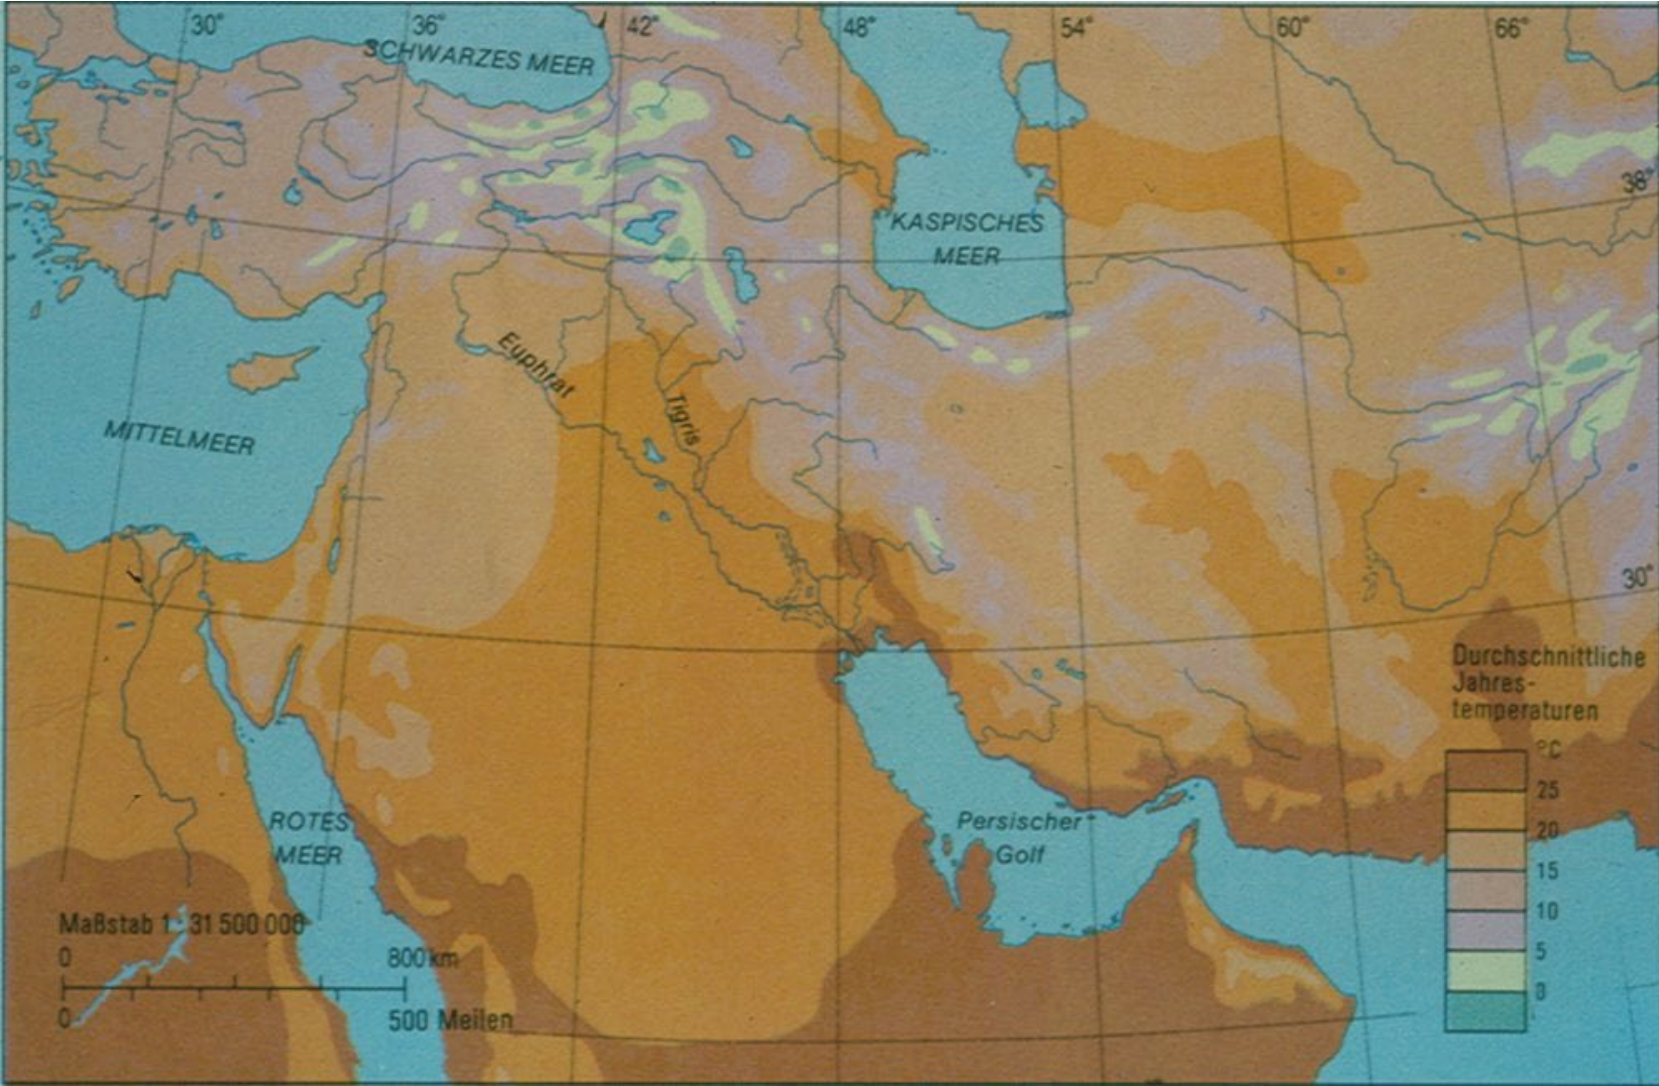 30°
36°
42°
48°
54°
60°
66°
SCHWARZES MEER
38°
KASPISCHES
MEER
Euphrat
Tigris
MITTELMEER
30°
Durchschnittliche
Jahres-
temperaturen
°C
25
20
15
10
5
0
ROTES
MEER
Persischer
Golf
Maßstab 1:31 500 000
0 800 km
0 500 Meilen